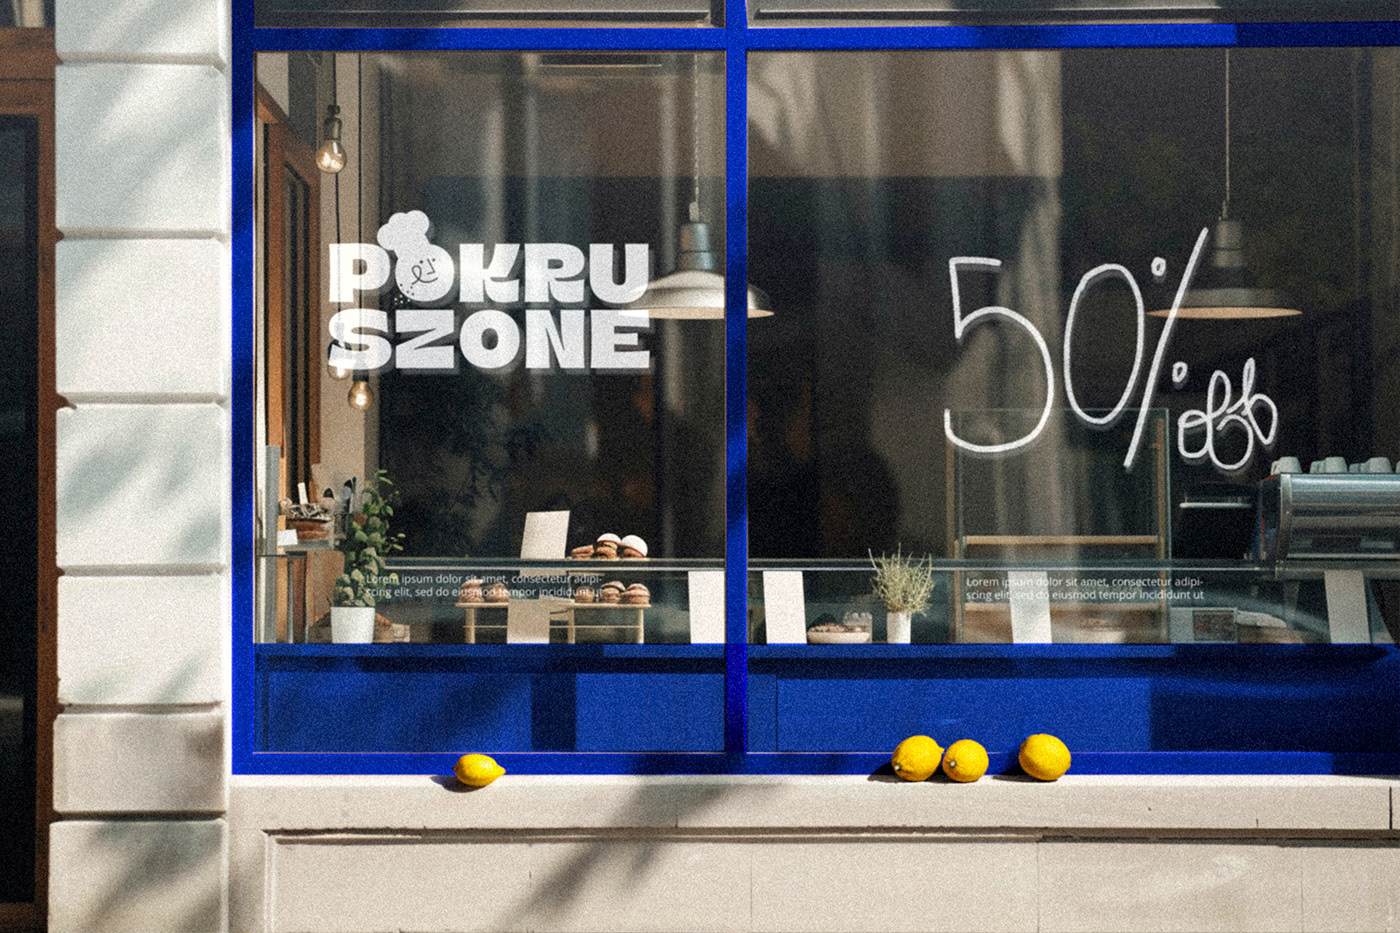 POKRU
SZONE
50% off
Lorem ipsum dolor sit amet, consectetur adipi-
scing elit, sed do eiusmod tempor incididunt ut
Lorem ipsum dolor sit amet, consectetur adipi-
scing elit, sed do eiusmod tempor incididunt ut